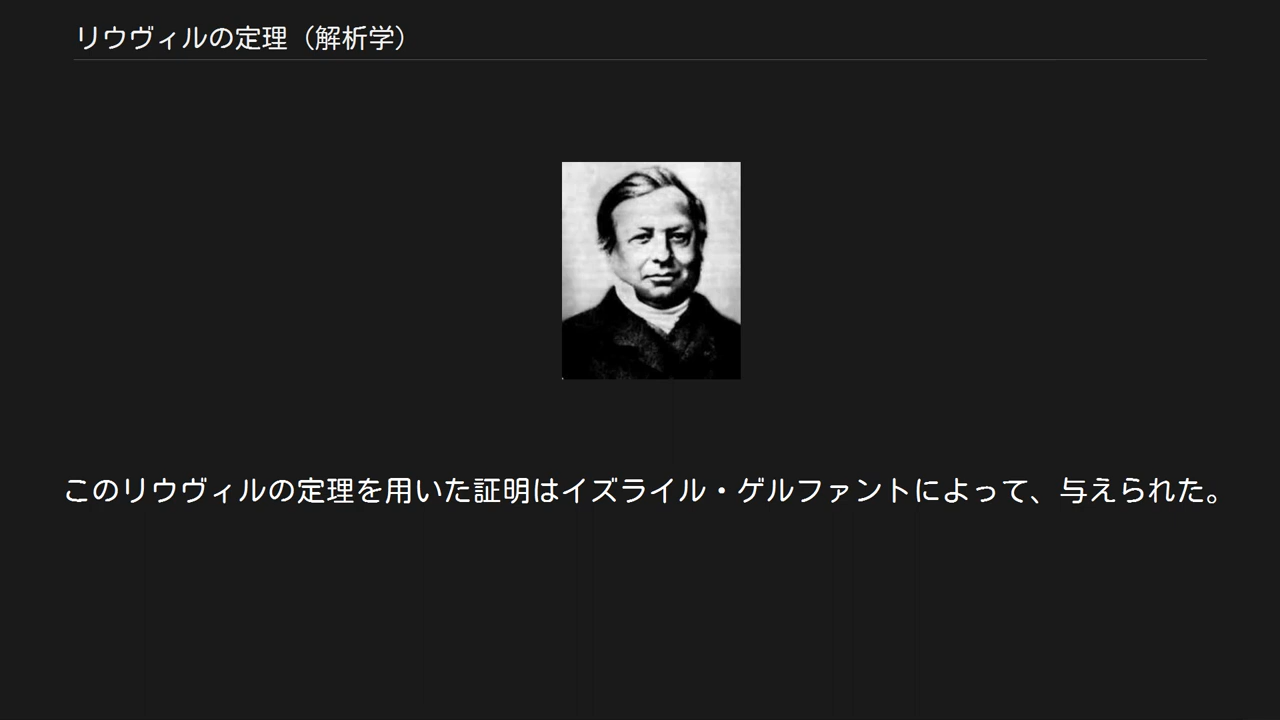 リウヴィルの定理（解析学）
このリウヴィルの定理を用いた証明はイズライル・ゲルファントによって、与えられた。